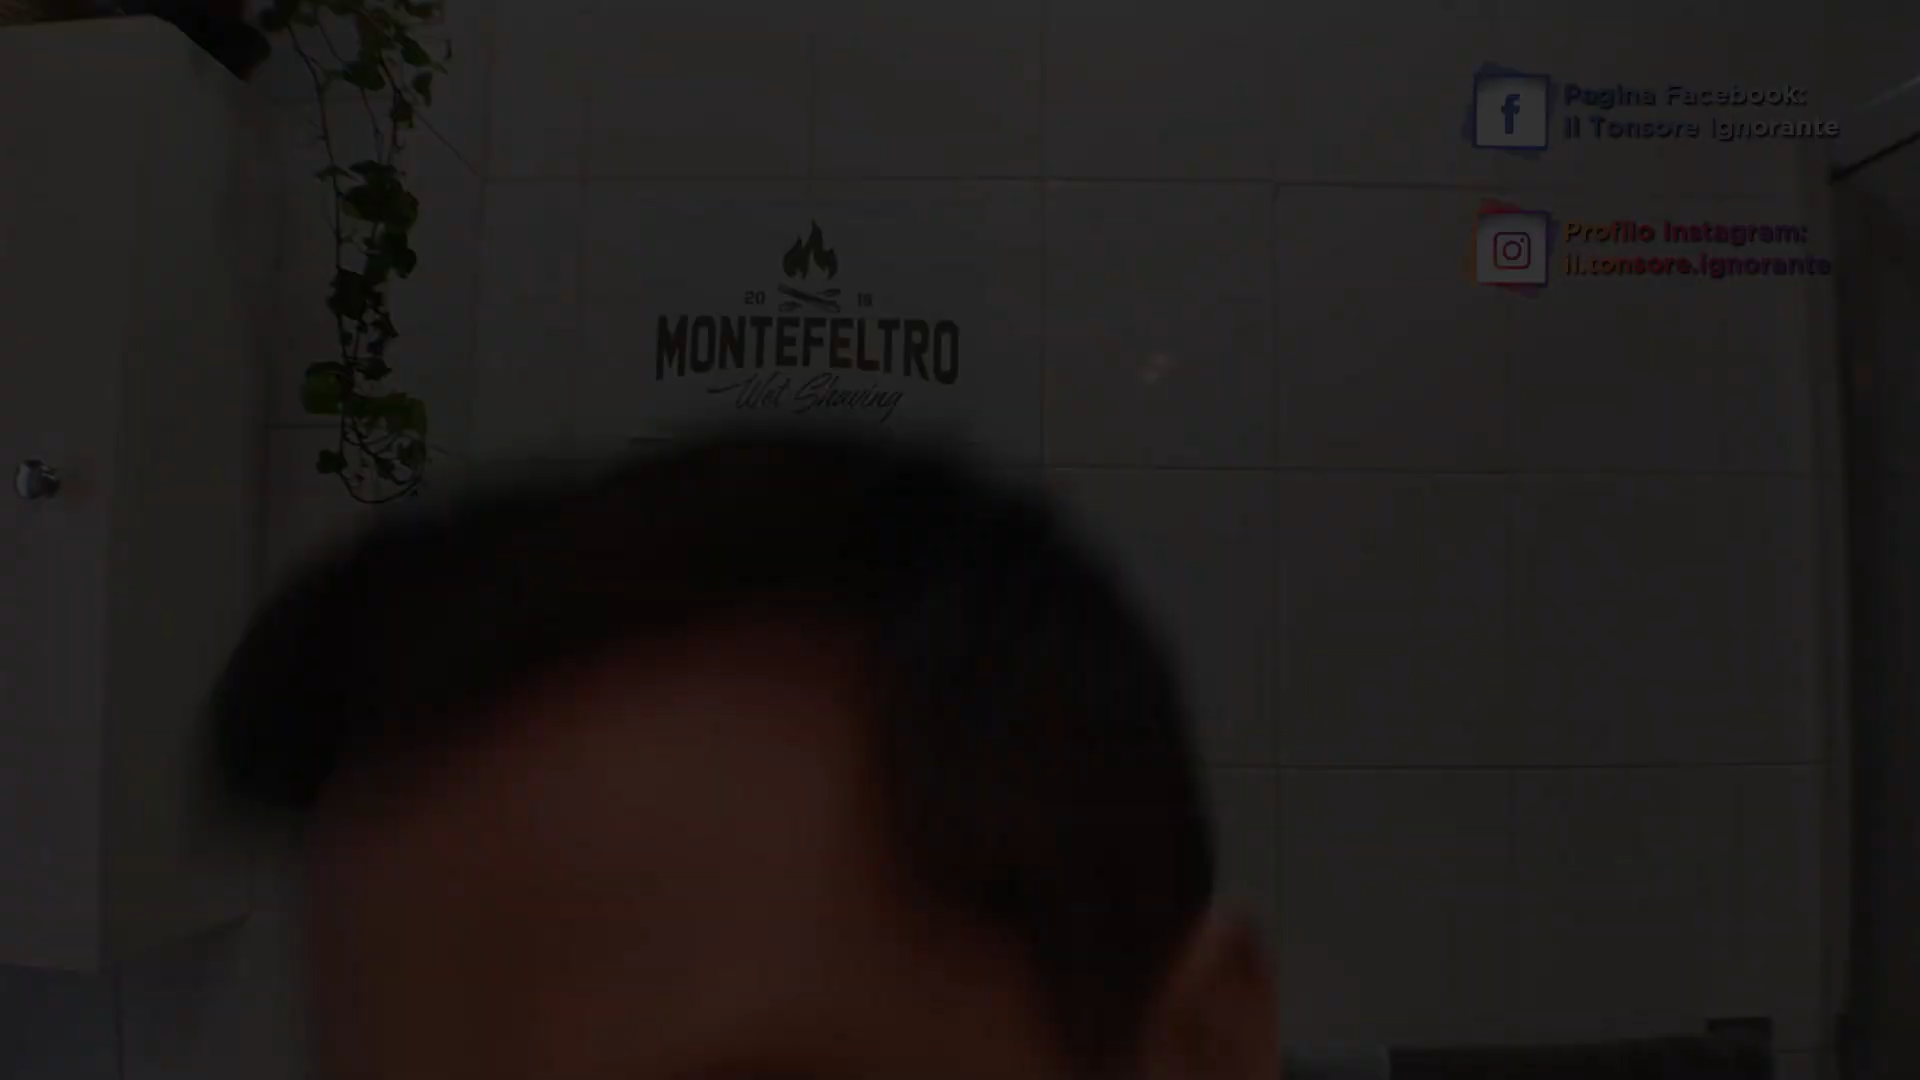 Pagina Facebook:
Il Tonsore Ignorante
Profilo Instagram:
il.tonsore.ignorante
20 18
MONTEFELTRO
Wet Shaving